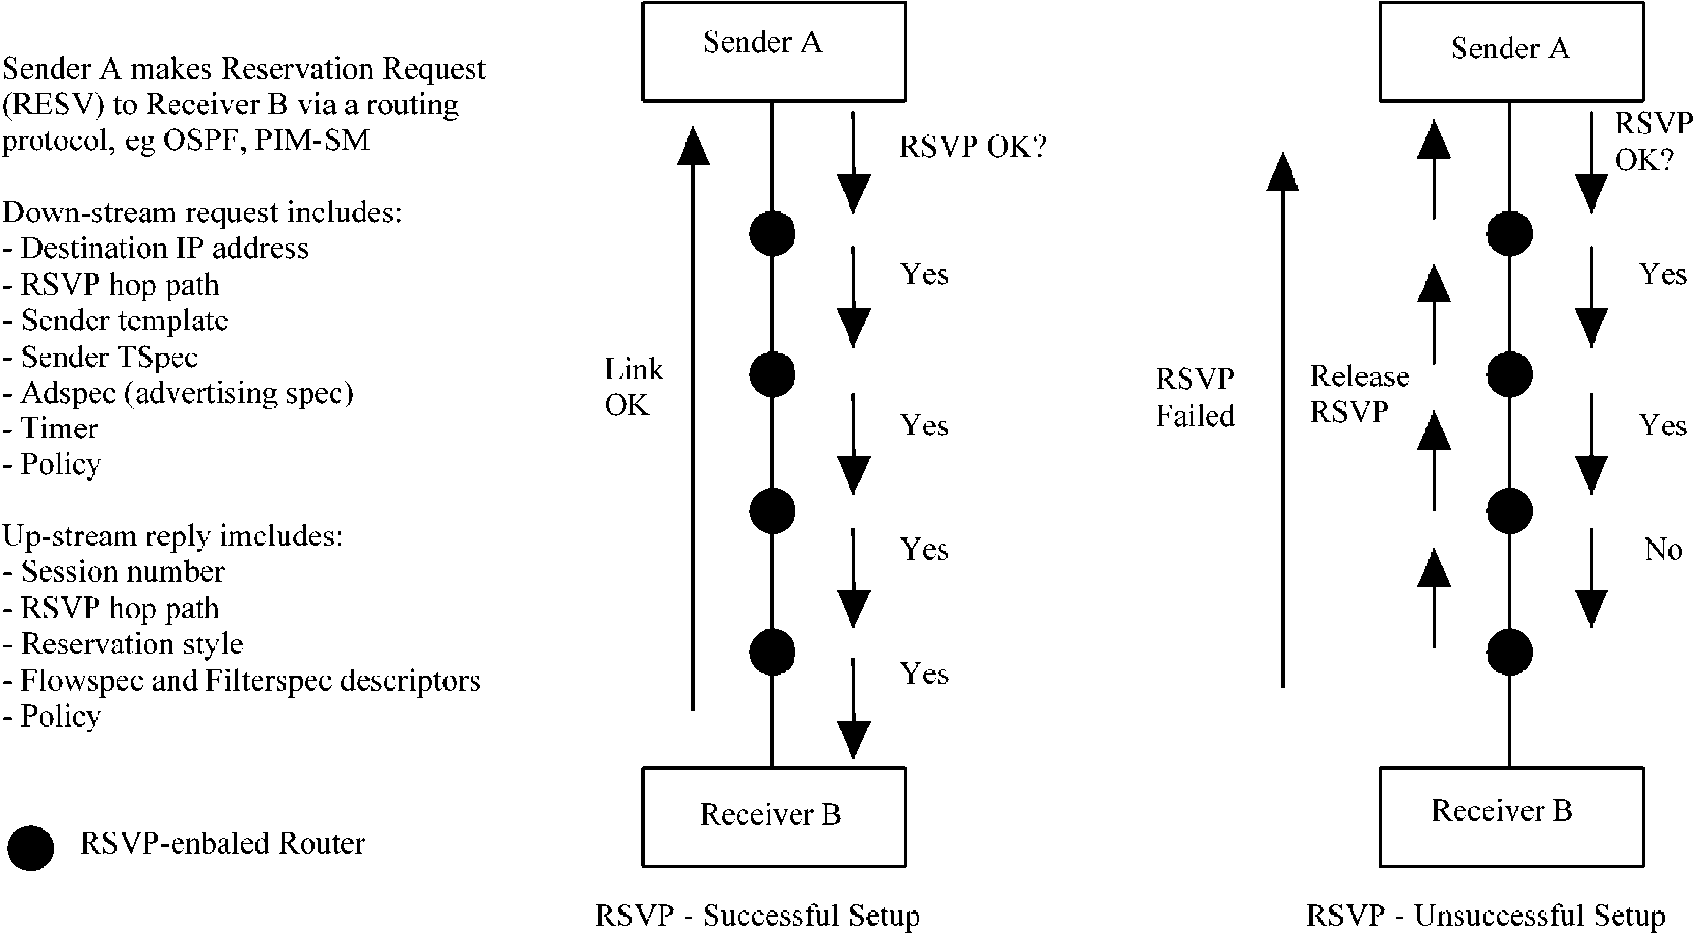 Sender A makes Reservation Request
(RESV) to Receiver B via a routing
protocol, eg OSPF, PIM-SM
Down-stream request includes:
- Destination IP address
- RSVP hop path
- Sender template
- Sender TSpec
- Adspec (advertising spec)
- Timer
- Policy
Up-stream reply imcludes:
- Session number
- RSVP hop path
- Reservation style
- Flowspec and Filterspec descriptors
- Policy
RSVP-enbaled Router
Sender A
RSVP OK?
Yes
Link
OK
Yes
Yes
Yes
Receiver B
RSVP - Successful Setup
Sender A
RSVP
OK?
Yes
RSVP
Failed
Release
RSVP
Yes
No
Receiver B
RSVP - Unsuccessful Setup